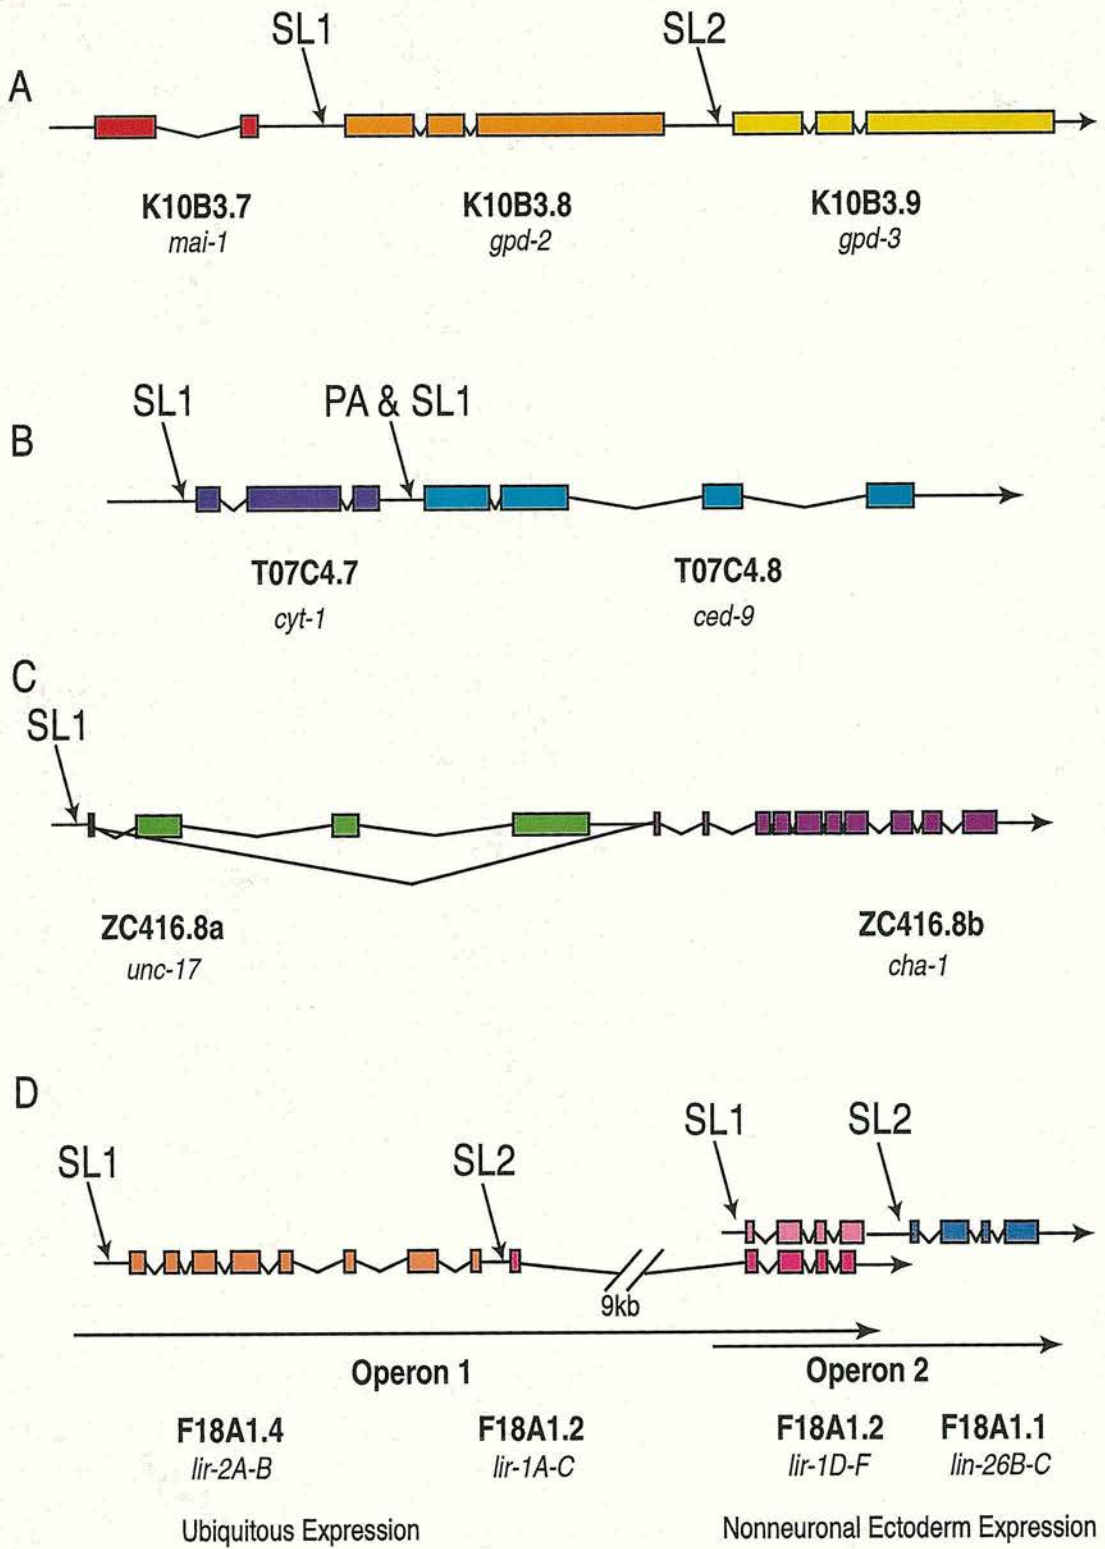 A
SL1
SL2
K10B3.7
K10B3.8
K10B3.9
mai-1
gpd-2
gpd-3
B
SL1
PA & SL1
T07C4.7
T07C4.8
cyt-1
ced-9
C
SL1
ZC416.8a
ZC416.8b
unc-17
cha-1
D
SL1
SL2
SL1
SL2
9kb
Operon 1
Operon 2
F18A1.4
F18A1.2
F18A1.2
F18A1.1
lir-2A-B
lir-1A-C
lir-1D-F
lin-26B-C
Ubiquitous Expression
Nonneuronal Ectoderm Expression